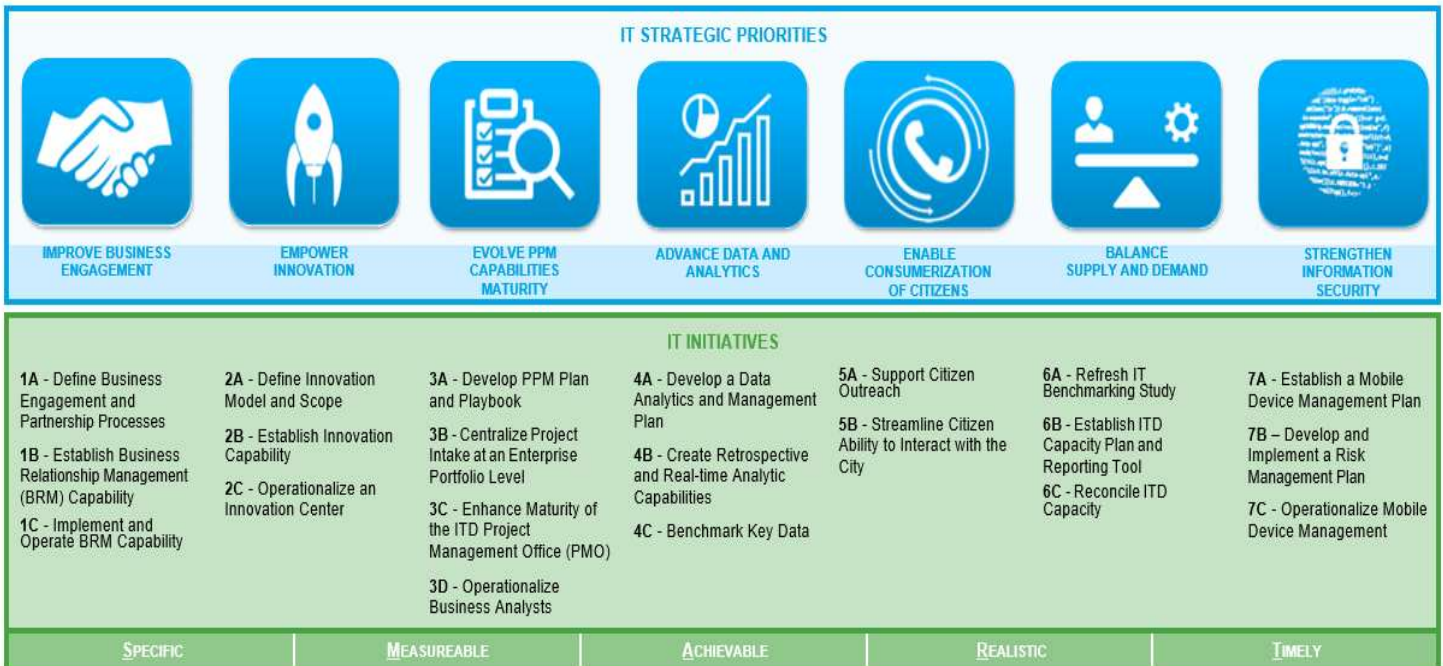 IT STRATEGIC PRIORITIES
IMPROVE BUSINESS
ENGAGEMENT
EMPOWER
INNOVATION
EVOLVE PPM
CAPABILITIES
MATURITY
ADVANCE DATA AND
ANALYTICS
ENABLE
CONSUMERIZATION
OF CITIZENS
BALANCE
SUPPLY AND DEMAND
STRENGTHEN
INFORMATION
SECURITY
IT INITIATIVES
1A - Define Business
Engagement and
Partnership Processes
1B - Establish Business
Relationship Management
(BRM) Capability
1C - Implement and
Operate BRM Capability
2A - Define Innovation
Model and Scope
2B - Establish Innovation
Capability
2C - Operationalize an
Innovation Center
3A - Develop PPM Plan
and Playbook
3B - Centralize Project
Intake at an Enterprise
Portfolio Level
3C - Enhance Maturity of
the ITD Project
Management Office (PMO)
3D - Operationalize
Business Analysts
4A - Develop a Data
Analytics and Management
Plan
4B - Create Retrospective
and Real-time Analytic
Capabilities
4C - Benchmark Key Data
5A - Support Citizen
Outreach
5B - Streamline Citizen
Ability to Interact with the
City
6A - Refresh IT
Benchmarking Study
6B - Establish ITD
Capacity Plan and
Reporting Tool
6C - Reconcile ITD
Capacity
7A - Establish a Mobile
Device Management Plan
7B – Develop and
Implement a Risk
Management Plan
7C - Operationalize Mobile
Device Management
SPECIFIC
MEASUREABLE
ACHIEVABLE
REALISTIC
TIMELY